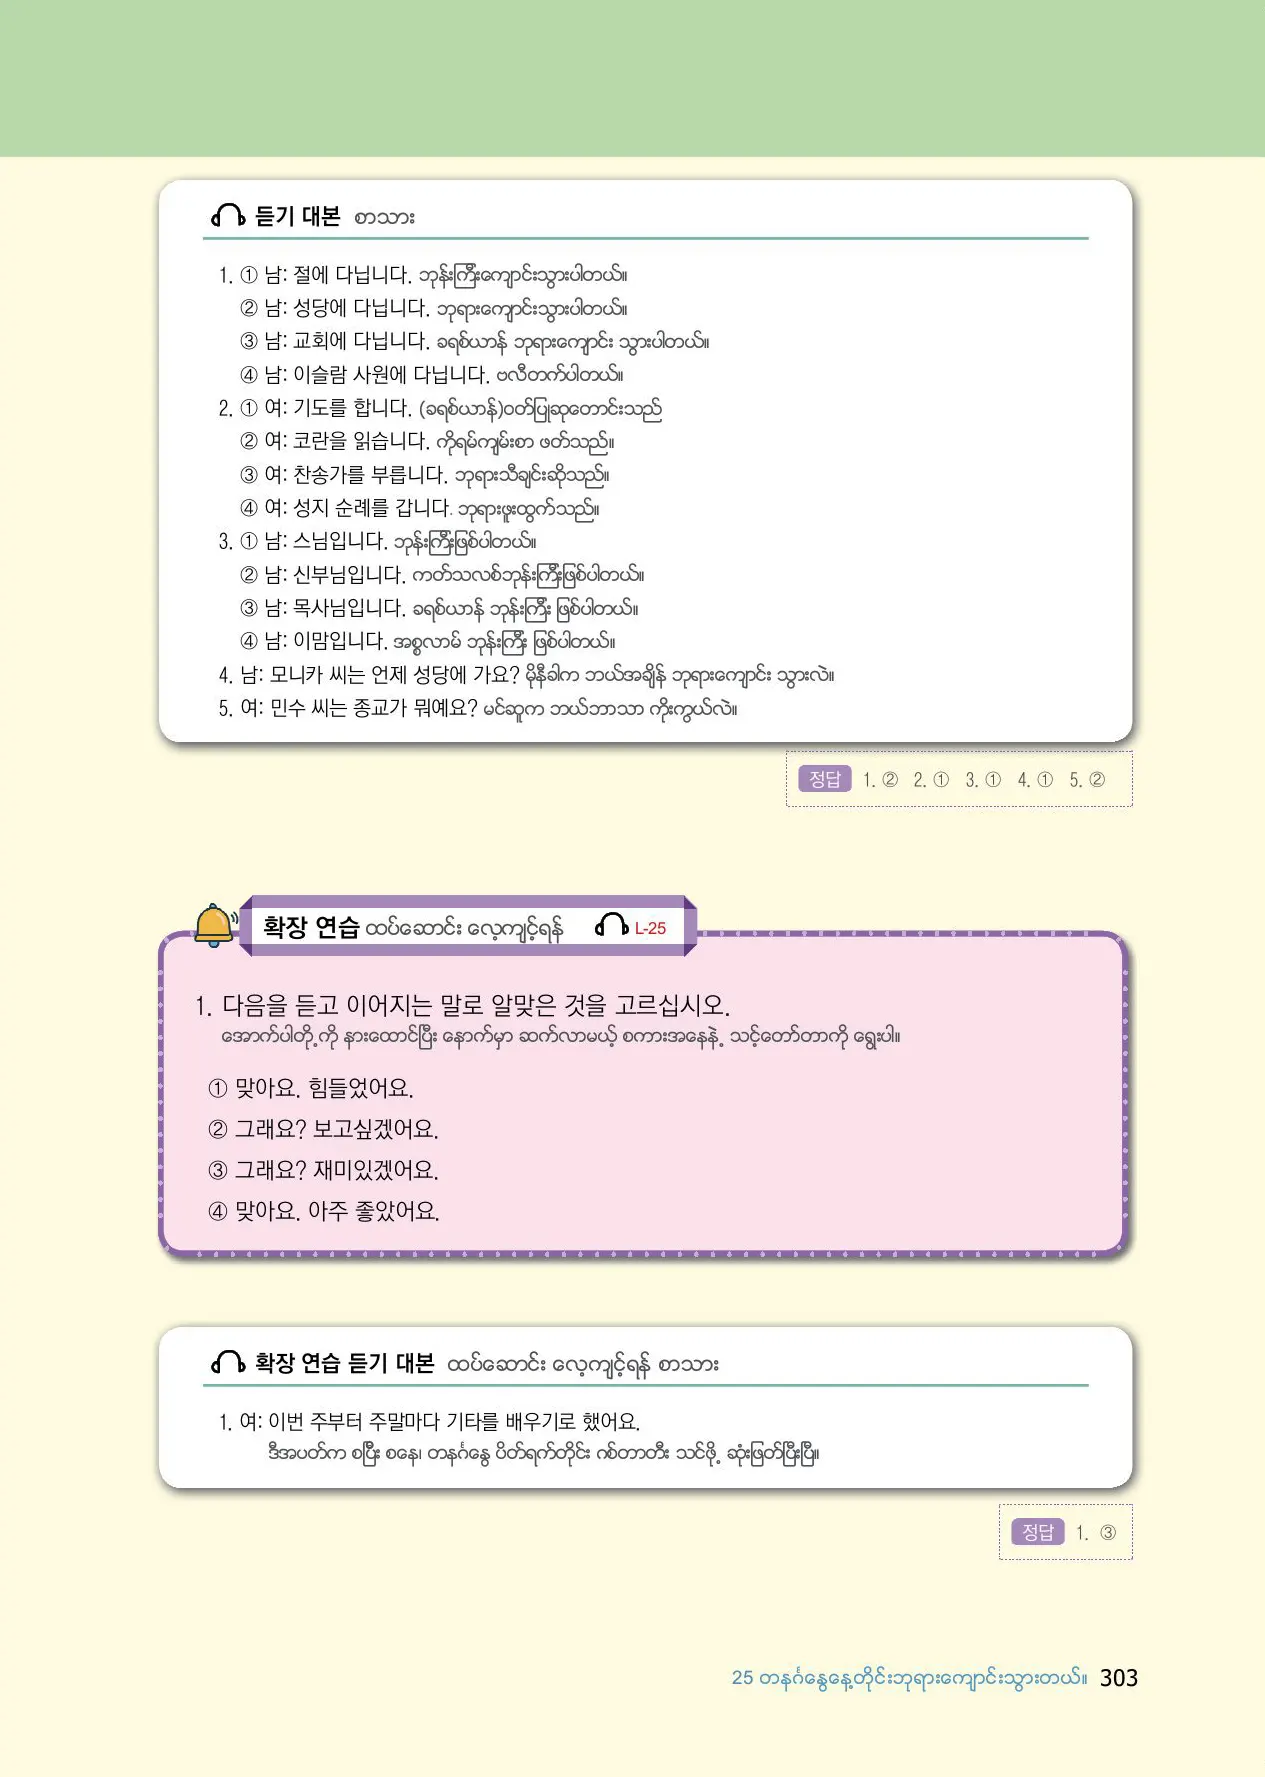 듣기 대본 စာသား
1. ① 남: 절에 다닙니다. ဘုန်းကြီးကျောင်းသွားပါတယ်။
② 남: 성당에 다닙니다. ဘုရားကျောင်းသွားပါတယ်။
③ 남: 교회에 다닙니다. ခရစ်ယာန် ဘုရားကျောင်း သွားပါတယ်။
④ 남: 이슬람 사원에 다닙니다. ဗလီတက်ပါတယ်။
2. ① 여: 기도를 합니다. (ခရစ်ယာန်)ဝတ်ပြုဆုတောင်းသည်
② 여: 코란을 읽습니다. ကိုရမ်ကျမ်းစာ ဖတ်သည်။
③ 여: 찬송가를 부릅니다. ဘုရားသီချင်းဆိုသည်။
④ 여: 성지 순례를 갑니다. ဘုရားဖူးထွက်သည်။
3. ① 남: 스님입니다. ဘုန်းကြီးဖြစ်ပါတယ်။
② 남: 신부님입니다. ကတ်သလစ်ဘုန်းကြီးဖြစ်ပါတယ်။
③ 남: 목사님입니다. ခရစ်ယာန် ဘုန်းကြီး ဖြစ်ပါတယ်။
④ 남: 이맘입니다. အစ္စလာမ် ဘုန်းကြီး ဖြစ်ပါတယ်။
4. 남: 모니카 씨는 언제 성당에 가요? မိုနီခါက ဘယ်အချိန် ဘုရားကျောင်း သွားလဲ။
5. 여: 민수 씨는 종교가 뭐예요? မင်ဆူက ဘယ်ဘာသာ ကိုးကွယ်လဲ။
정답 1. ② 2. ① 3. ① 4. ① 5. ②
확장 연습 ထပ်ဆောင်း လေ့ကျင့်ရန် L-25
1. 다음을 듣고 이어지는 말로 알맞은 것을 고르십시오.
အောက်ပါတို့ကို နားထောင်ပြီး နောက်မှာ ဆက်လာမယ့် စကားအနေနဲ့ သင့်တော်တာကို ရွေးပါ။
① 맞아요. 힘들었어요.
② 그래요? 보고싶겠어요.
③ 그래요? 재미있겠어요.
④ 맞아요. 아주 좋았어요.
확장 연습 듣기 대본 ထပ်ဆောင်း လေ့ကျင့်ရန် စာသား
1. 여: 이번 주부터 주말마다 기타를 배우기로 했어요.
ဒီအပတ်က စပြီး စနေ၊ တနင်္ဂနွေ ပိတ်ရက်တိုင်း ဂစ်တာတီး သင်ဖို့ ဆုံးဖြတ်ပြီးပြီ။
정답 1. ③
25 တနင်္ဂနွေနေ့တိုင်းဘုရားကျောင်းသွားတယ်။ 303